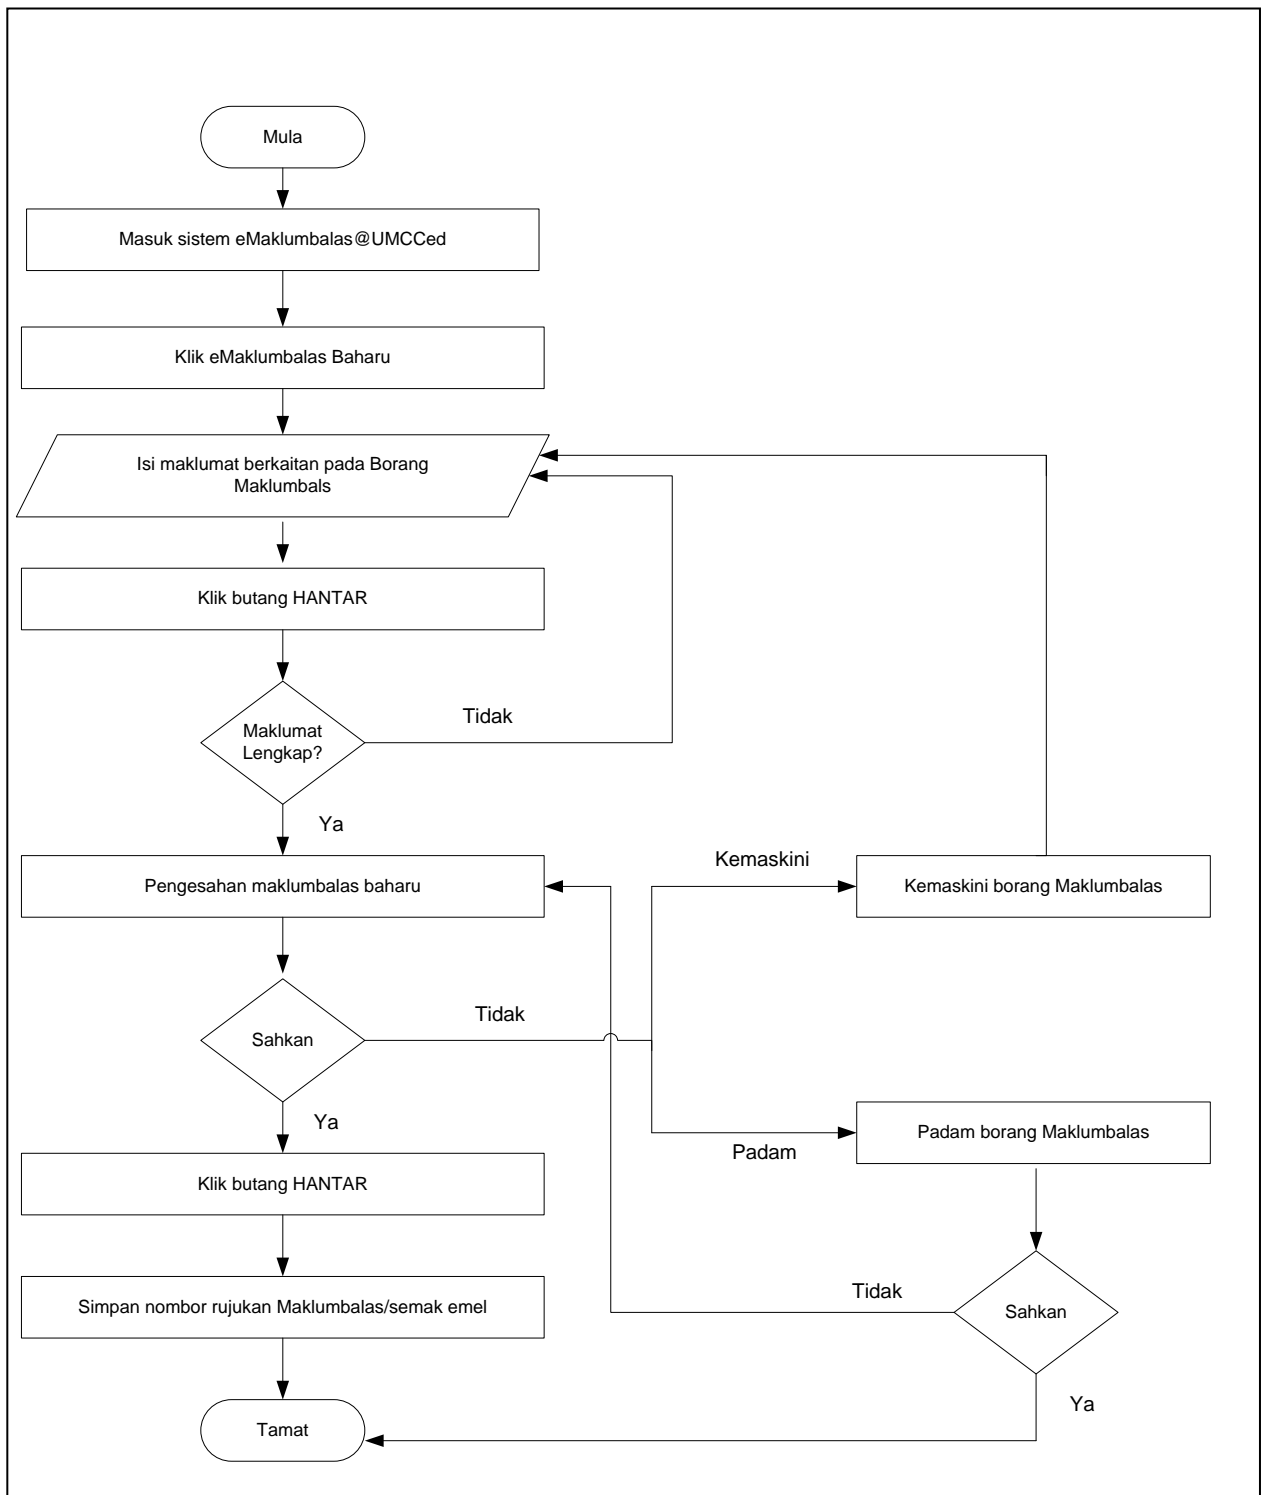 Mula
Masuk sistem eMaklumbalas@UMCCed
Klik eMaklumbalas Baharu
Isi maklumat berkaitan pada Borang
Maklumbals
Klik butang HANTAR
Maklumat
Lengkap?
Tidak
Ya
Pengesahan maklumbalas baharu
Kemaskini
Kemaskini borang Maklumbalas
Sahkan
Tidak
Ya
Padam
Padam borang Maklumbalas
Klik butang HANTAR
Simpan nombor rujukan Maklumbalas/semak emel
Tidak
Sahkan
Ya
Tamat